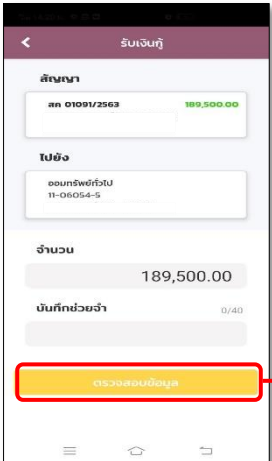 รับเงินกู้
สัญญา
สค 01091/2563 189,500.00
ไปยัง
ออมทรัพย์ทั่วไป
11-06054-5
จำนวน
189,500.00
บันทึกช่วยจำ 0/40
ตรวจสอบข้อมูล